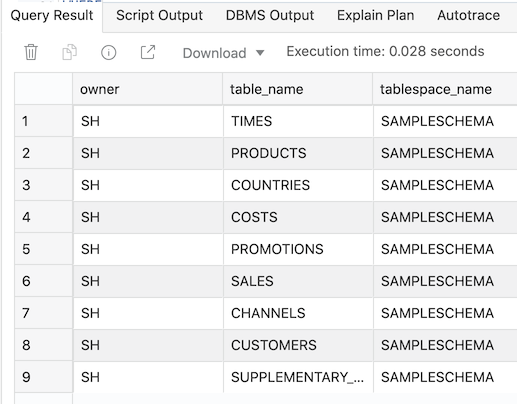 Query Result Script Output DBMS Output Explain Plan Autotrace
Download Execution time: 0.028 seconds
owner table_name tablespace_name
1 SH TIMES SAMPLESCHEMA
2 SH PRODUCTS SAMPLESCHEMA
3 SH COUNTRIES SAMPLESCHEMA
4 SH COSTS SAMPLESCHEMA
5 SH PROMOTIONS SAMPLESCHEMA
6 SH SALES SAMPLESCHEMA
7 SH CHANNELS SAMPLESCHEMA
8 SH CUSTOMERS SAMPLESCHEMA
9 SH SUPPLEMENTARY_... SAMPLESCHEMA